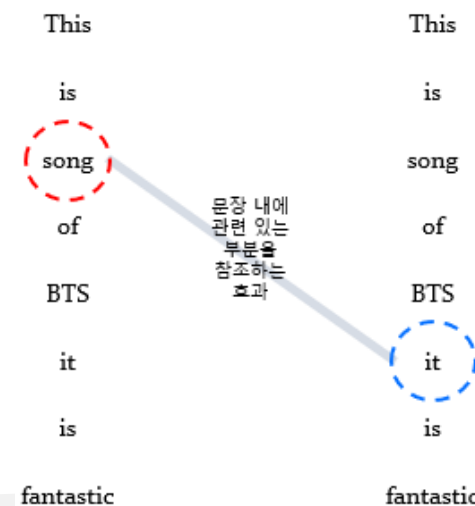 This
is
song
of
BTS
it
is
fantastic
문장 내에
관련 있는
부분을
참조하는
효과
This
is
song
of
BTS
it
is
fantastic